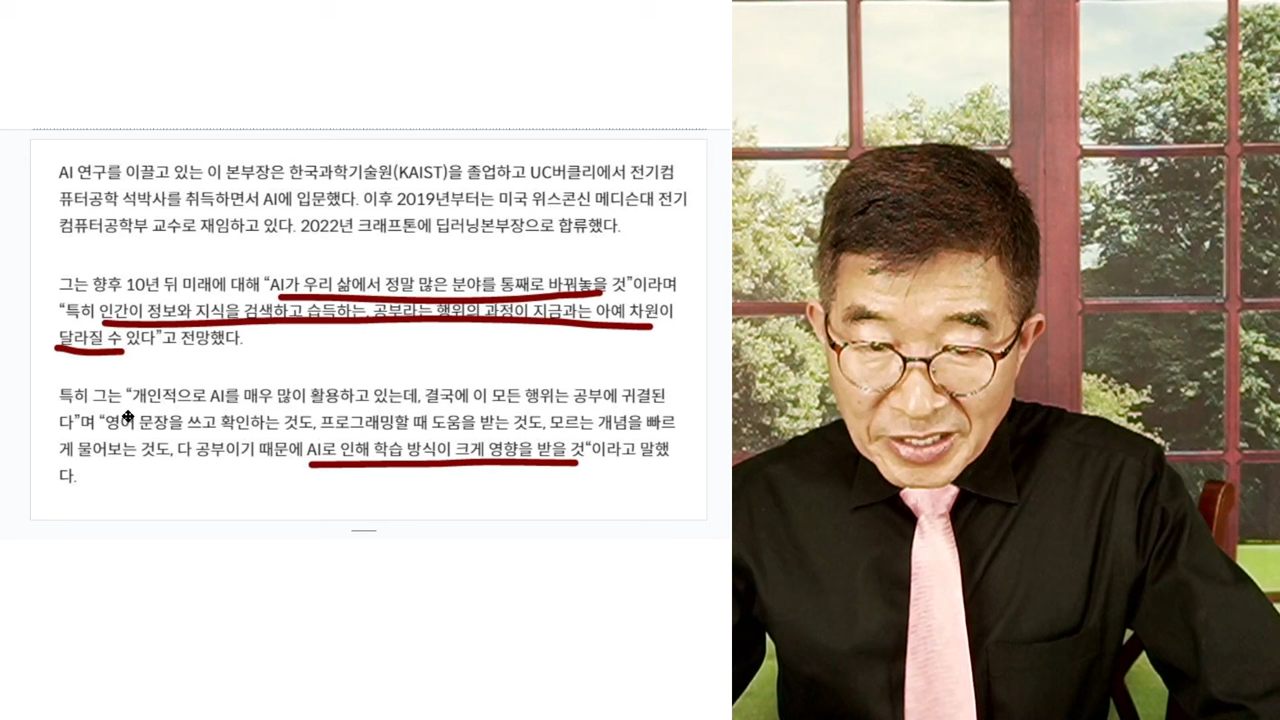 AI 연구를 이끌고 있는 이 본부장은 한국과학기술원(KAIST)을 졸업하고 UC버클리에서 전기컴
퓨터공학 석박사를 취득하면서 AI에 입문했다. 이후 2019년부터는 미국 위스콘신 메디슨대 전기
컴퓨터공학부 교수로 재임하고 있다. 2022년 크래프톤에 딥러닝본부장으로 합류했다.
그는 향후 10년 뒤 미래에 대해 “AI가 우리 삶에서 정말 많은 분야를 통째로 바꿔놓을 것”이라며
“특히 인간이 정보와 지식을 검색하고 습득하는, 공부라는 행위의 과정이 지금과는 아예 차원이
달라질 수 있다”고 전망했다.
특히 그는 “개인적으로 AI를 매우 많이 활용하고 있는데, 결국에 이 모든 행위는 공부에 귀결된
다”며 “영어 문장을 쓰고 확인하는 것도, 프로그래밍할 때 도움을 받는 것도, 모르는 개념을 빠르
게 물어보는 것도, 다 공부이기 때문에 AI로 인해 학습 방식이 크게 영향을 받을 것“이라고 말했
다.